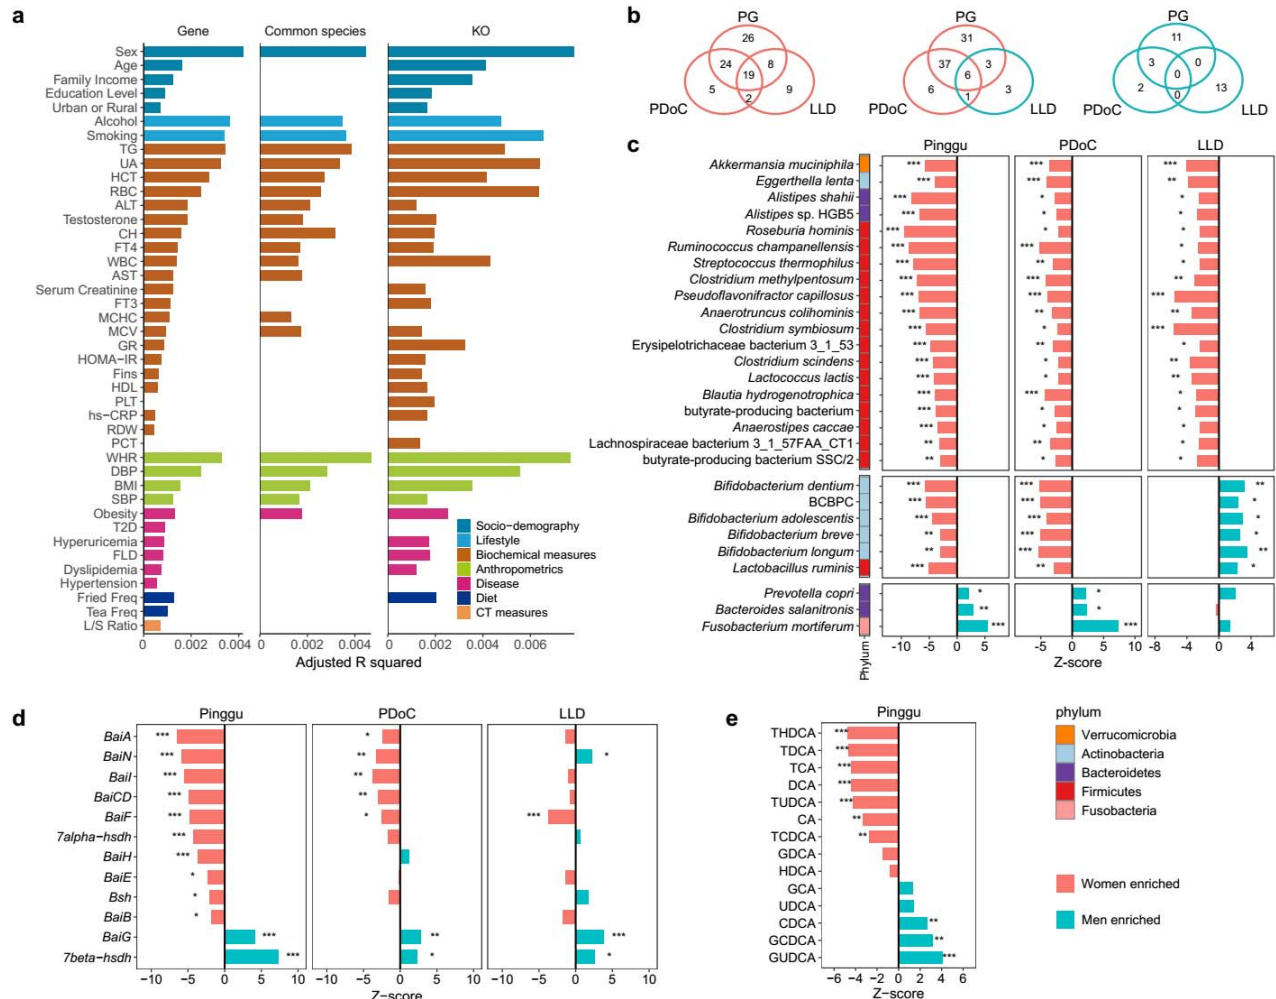 a
Gene
Common species
KO
Sex
Age
Family Income
Education Level
Urban or Rural
Alcohol
Smoking
TG
UA
HCT
RBC
ALT
Testosterone
CH
FT4
WBC
AST
Serum Creatinine
FT3
MCHC
MCV
GR
HOMA−IR
Fins
HDL
PLT
hs−CRP
RDW
PCT
WHR
DBP
BMI
SBP
Obesity
T2D
Hyperuricemia
FLD
Dyslipidemia
Hypertension
Fried Freq
Tea Freq
L/S Ratio
Socio−demography
Lifestyle
Biochemical measures
Anthropometrics
Disease
Diet
CT measures
0 0.002 0.004 0 0.002 0.004 0 0.002 0.004 0.006
Adjusted R squared
b
PG PG PG
26 31 11
24 8 37 3 3 0
19 6 0
5 2 9 6 1 3 2 0 13
PDoC LLD PDoC LLD PDoC LLD
c
Pinggu PDoC LLD
Akkermansia muciniphila *** *** ***
Eggerthella lenta *** *** **
Alistipes shahii *** * *
Alistipes sp. HGB5 *** * *
Roseburia hominis *** * *
Ruminococcus champanellensis *** *** *
Streptococcus thermophilus *** ** *
Clostridium methylpentosum *** *** **
Pseudoflavonifractor capillosus *** *** ***
Anaerotruncus colihominis *** ** **
Clostridium symbiosum *** * ***
Erysipelotrichaceae bacterium 3_1_53 *** ** *
Clostridium scindens *** * **
Lactococcus lactis *** * **
Blautia hydrogenotrophica *** *** *
butyrate-producing bacterium *** * *
Anaerostipes caccae *** * *
Lachnospiraceae bacterium 3_1_57FAA_CT1 ** ** *
butyrate-producing bacterium SSC/2 ** * *
Bifidobacterium dentium *** *** **
BCBPC *** *** *
Bifidobacterium adolescentis *** *** *
Bifidobacterium breve ** *** *
Bifidobacterium longum ** *** **
Lactobacillus ruminis *** ** *
Prevotella copri * *
Bacteroides salanitronis ** *
Fusobacterium mortiferum *** ***
Phylum
−10 −5 0 5 −5 0 5 10 −8 −4 0 4
Z−score
d
Pinggu PDoC LLD
BaiA *** *
BaiN *** ** *
BaiI *** **
BaiCD *** **
BaiF *** * ***
7alpha−hsdh ***
BaiH ***
BaiE *
Bsh *
BaiB *
BaiG *** ** ***
7beta−hsdh *** * *
−10 −5 0 5 10 −10 −5 0 5 10 −10 −5 0 5 10
Z−score
e
Pinggu
THDCA ***
TDCA ***
TCA ***
DCA ***
TUDCA ***
CA **
TCDCA **
GDCA
HDCA
GCA
UDCA
CDCA **
GCDCA **
GUDCA ***
−6 −4 −2 0 2 4 6
Z−score
phylum
Verrucomicrobia
Actinobacteria
Bacteroidetes
Firmicutes
Fusobacteria
Women enriched
Men enriched